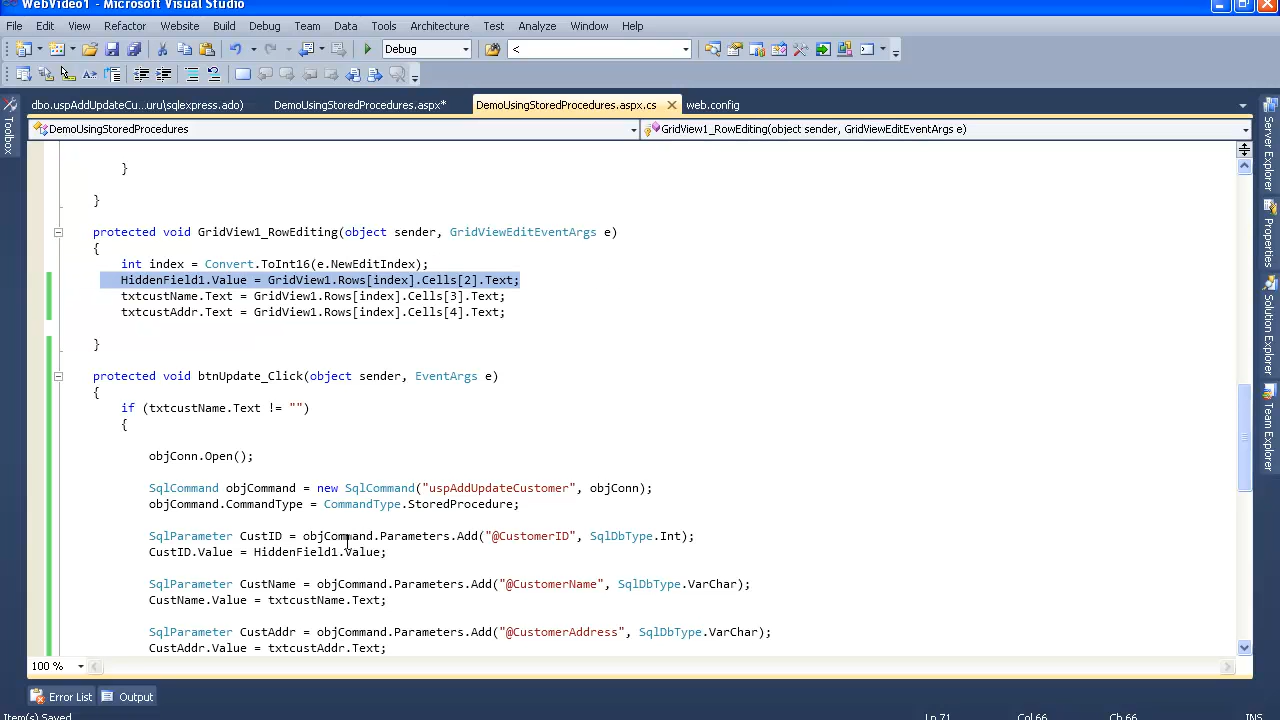 WebVideo1 - Microsoft Visual Studio
File Edit View Refactor Website Build Debug Team Data Tools Architecture Test Analyze Window Help
Debug <
dbo.uspAddUpdateCu...uru\sqlexpress.ado) DemoUsingStoredProcedures.aspx* DemoUsingStoredProcedures.aspx.cs web.config
DemoUsingStoredProcedures GridView1_RowEditing(object sender, GridViewEditEventArgs e)
Toolbox
Server Explorer
Properties
Solution Explorer
Team Explorer
}
}
protected void GridView1_RowEditing(object sender, GridViewEditEventArgs e)
{
int index = Convert.ToInt16(e.NewEditIndex);
HiddenField1.Value = GridView1.Rows[index].Cells[2].Text;
txtcustName.Text = GridView1.Rows[index].Cells[3].Text;
txtcustAddr.Text = GridView1.Rows[index].Cells[4].Text;
}
protected void btnUpdate_Click(object sender, EventArgs e)
{
if (txtcustName.Text != "")
{
objConn.Open();
SqlCommand objCommand = new SqlCommand("uspAddUpdateCustomer", objConn);
objCommand.CommandType = CommandType.StoredProcedure;
SqlParameter CustID = objCommand.Parameters.Add("@CustomerID", SqlDbType.Int);
CustID.Value = HiddenField1.Value;
SqlParameter CustName = objCommand.Parameters.Add("@CustomerName", SqlDbType.VarChar);
CustName.Value = txtcustName.Text;
SqlParameter CustAddr = objCommand.Parameters.Add("@CustomerAddress", SqlDbType.VarChar);
CustAddr.Value = txtcustAddr.Text;
100 %
Error List Output
Item(s) Saved Ln 71 Col 66 Ch 66 INS